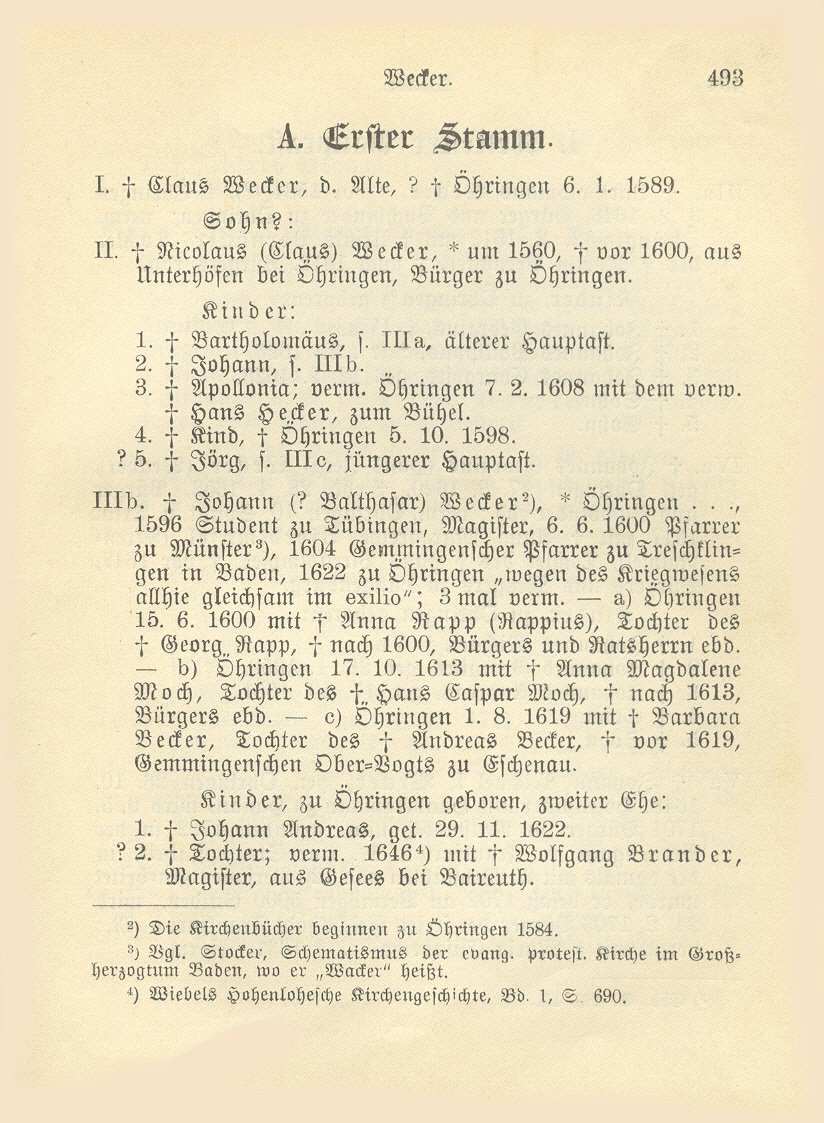 Wecker. 493
A. Erster Stamm.
I. † Claus Wecker, d. Alte, ? † Öhringen 6. 1. 1589.
Sohn?:
II. † Nicolaus (Claus) Wecker, * um 1560, † vor 1600, aus
Unterhöfen bei Öhringen, Bürger zu Öhringen.
Kinder:
1. † Bartholomäus, s. IIIa, älterer Hauptast.
2. † Johann, s. IIIb.
3. † Apollonia; verm. Öhringen 7. 2. 1608 mit dem verw.
† Hans Hecker, zum Bühel.
4. † Kind, † Öhringen 5. 10. 1598.
? 5. † Jörg, s. IIIc, jüngerer Hauptast.
IIIb. † Johann (? Balthasar) Wecker²), * Öhringen . . .,
1596 Student zu Tübingen, Magister, 6. 6. 1600 Pfarrer
zu Münster³), 1604 Gemmingenscher Pfarrer zu Treschklin=
gen in Baden, 1622 zu Öhringen „wegen des Kriegwesens
allhie gleichsam im exilio“; 3 mal verm. — a) Öhringen
15. 6. 1600 mit † Anna Rapp (Rappius), Tochter des
† Georg Rapp, † nach 1600, Bürgers und Ratsherrn ebd.
— b) Öhringen 17. 10. 1613 mit † Anna Magdalene
Moch, Tochter des † Hans Caspar Moch, † nach 1613,
Bürgers ebd. — c) Öhringen 1. 8. 1619 mit † Barbara
Becker, Tochter des † Andreas Becker, † vor 1619,
Gemmingenschen Ober=Vogts zu Eschenau.
Kinder, zu Öhringen geboren, zweiter Ehe:
1. † Johann Andreas, get. 29. 11. 1622.
? 2. † Tochter; verm. 1646⁴) mit † Wolfgang Brander,
Magister, aus Gesees bei Baireuth.
²) Die Kirchenbücher beginnen zu Öhringen 1584.
³) Vgl. Stocker, Schematismus der evang. protest. Kirche im Groß=
herzogtum Baden, wo er „Wacker“ heißt.
⁴) Wiebels Hohenlohesche Kirchengeschichte, Bd. 1, S. 690.